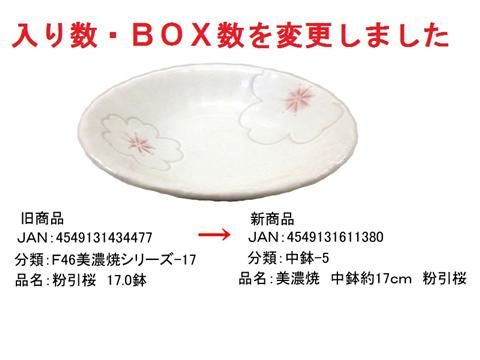 入り数・ＢＯＸ数を変更しました
旧商品
ＪＡＮ：4549131434477
分類：F46美濃焼シリーズ-17
品名：粉引桜　17.0鉢
→
新商品
ＪＡＮ：4549131611380
分類：中鉢-5
品名：美濃焼　中鉢約17cm　粉引桜